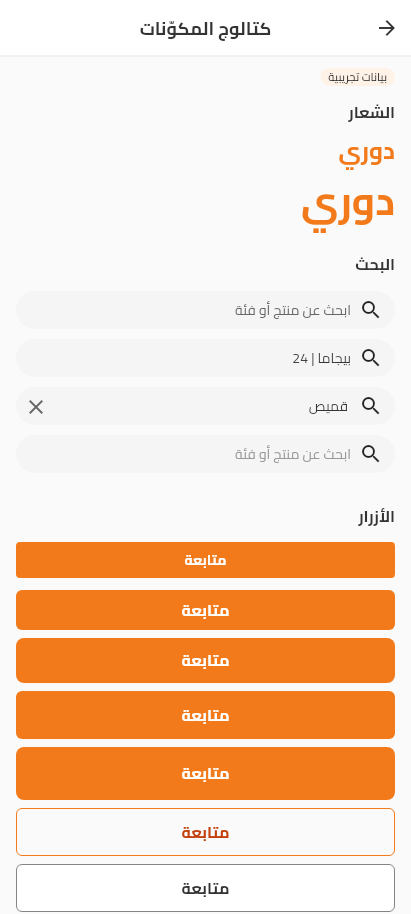 كتالوج المكوّنات
بيانات تجريبية
الشعار
دوري
دوري
البحث
ابحث عن منتج أو فئة
بيجاما | 24
قميص
ابحث عن منتج أو فئة
الأزرار
متابعة
متابعة
متابعة
متابعة
متابعة
متابعة
متابعة